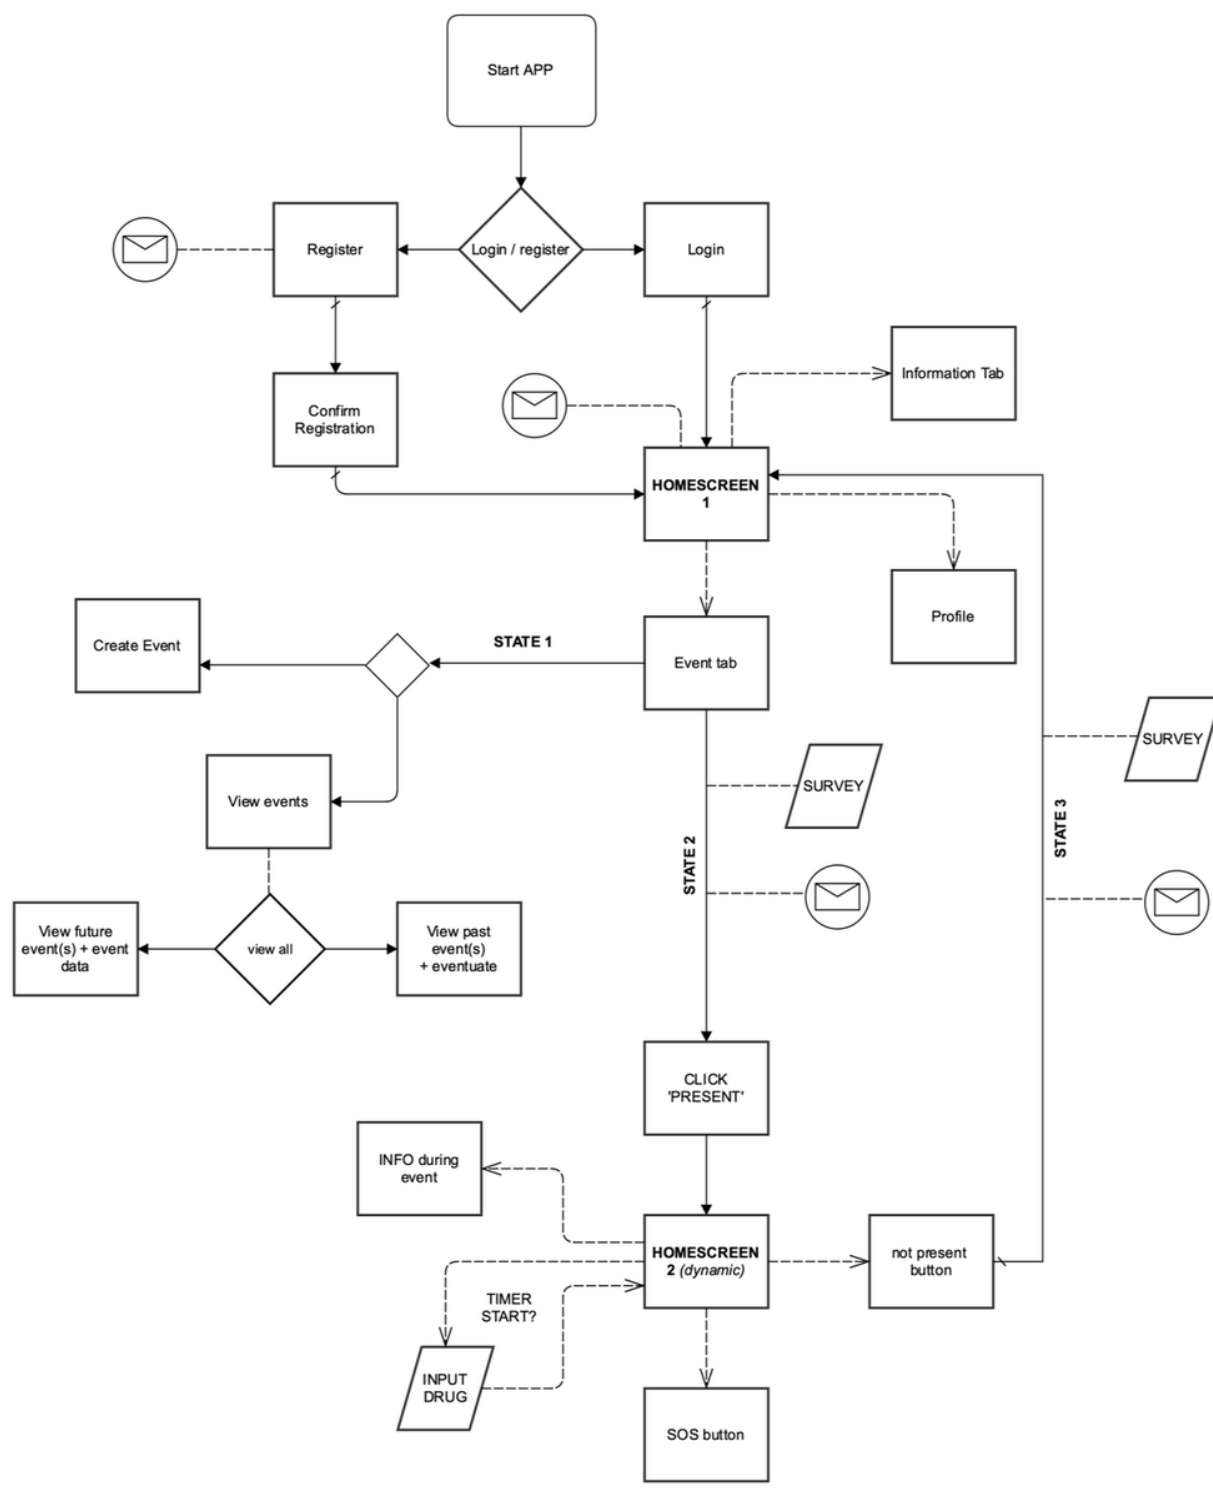 Start APP
Register
Login / register
Login
Information Tab
Confirm
Registration
HOMESCREEN
1
Profile
Create Event
STATE 1
Event tab
SURVEY
SURVEY
View events
STATE 2
STATE 3
View future
event(s) + event
data
view all
View past
event(s)
+ eventuate
CLICK
'PRESENT'
INFO during
event
HOMESCREEN
2 (dynamic)
not present
button
TIMER
START?
INPUT
DRUG
SOS button